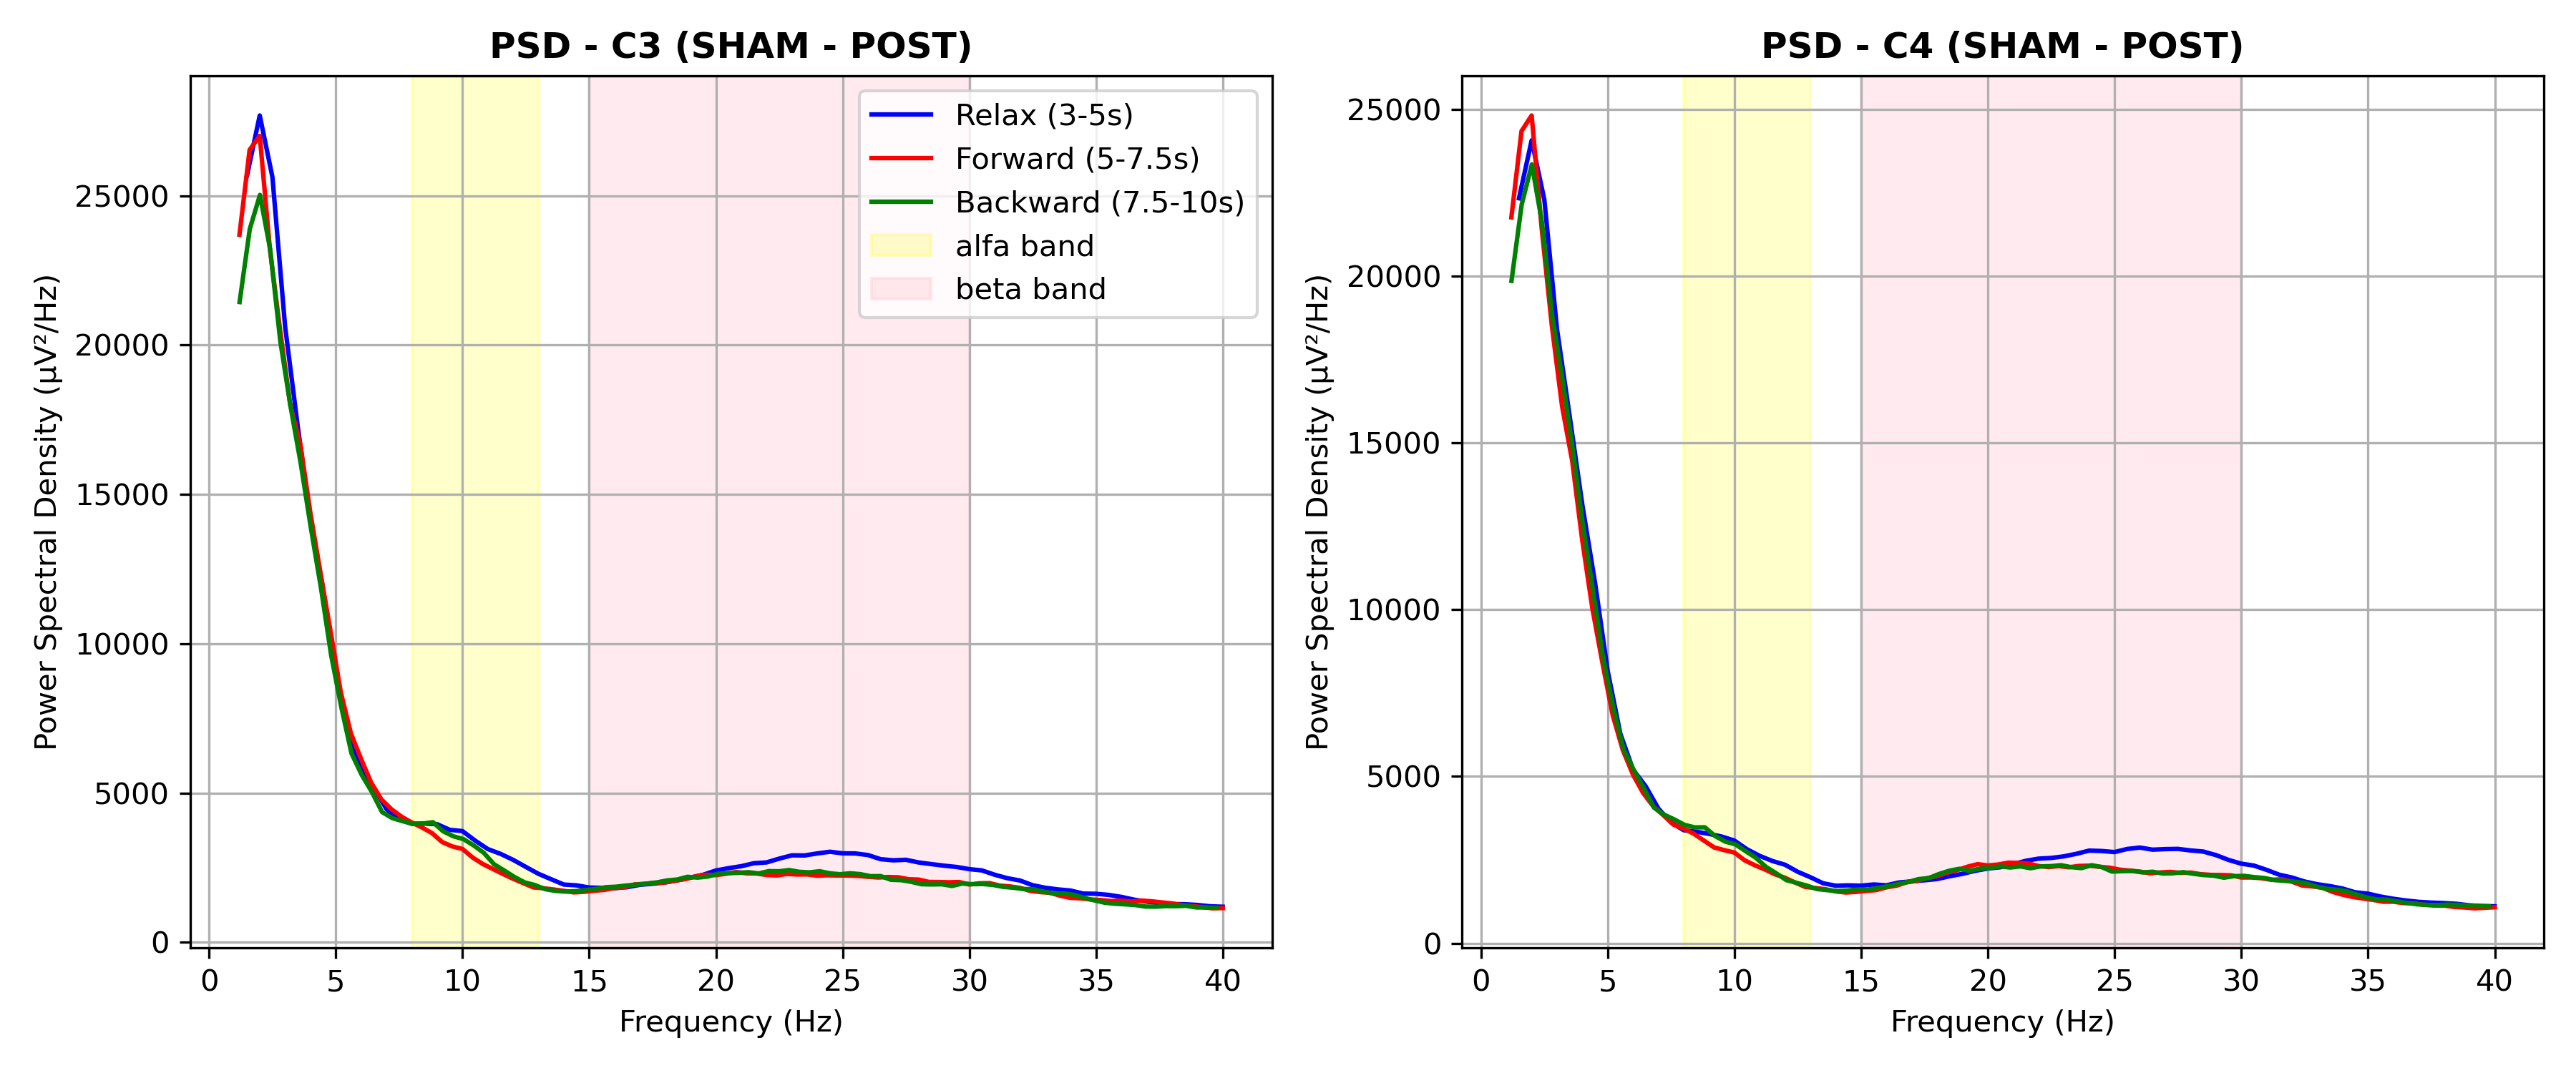 PSD - C3 (SHAM - POST)
Power Spectral Density (µV²/Hz)
25000
20000
15000
10000
5000
0
0 5 10 15 20 25 30 35 40
Frequency (Hz)
Relax (3-5s)
Forward (5-7.5s)
Backward (7.5-10s)
alfa band
beta band
PSD - C4 (SHAM - POST)
Power Spectral Density (µV²/Hz)
25000
20000
15000
10000
5000
0
0 5 10 15 20 25 30 35 40
Frequency (Hz)